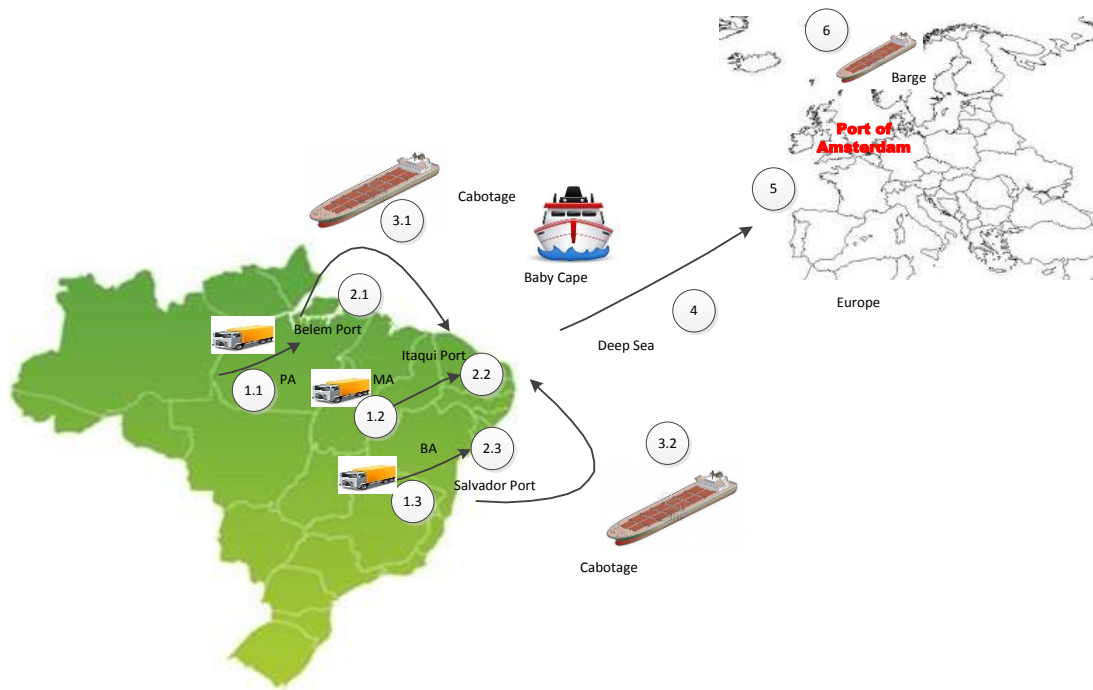 6
Barge
Port of
Amsterdam
5
Europe
Cabotage
3.1
Baby Cape
4
Deep Sea
2.1
Belem Port
1.1
PA
Itaqui Port
MA
2.2
1.2
BA
2.3
1.3
Salvador Port
3.2
Cabotage